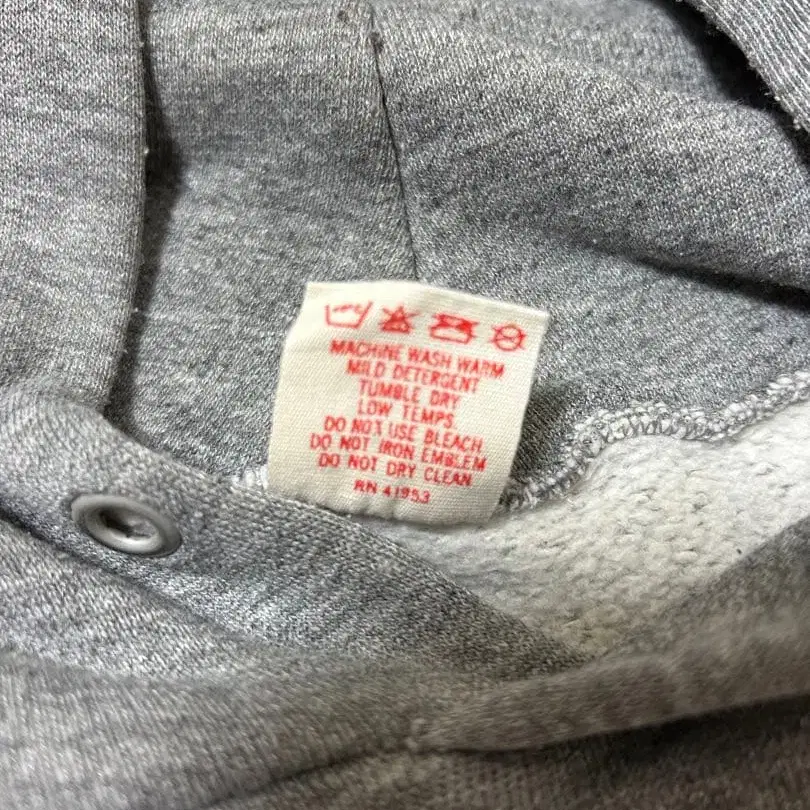 MACHINE WASH WARM
MILD DETERGENT
TUMBLE DRY
LOW TEMPS.
DO NOT USE BLEACH
DO NOT IRON EMBLEM
DO NOT DRY CLEAN
RN 41953